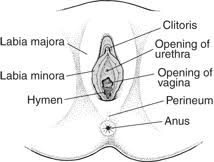 Clitoris
Labia majora
Opening of
urethra
Labia minora
Opening of
vagina
Hymen
Perineum
Anus